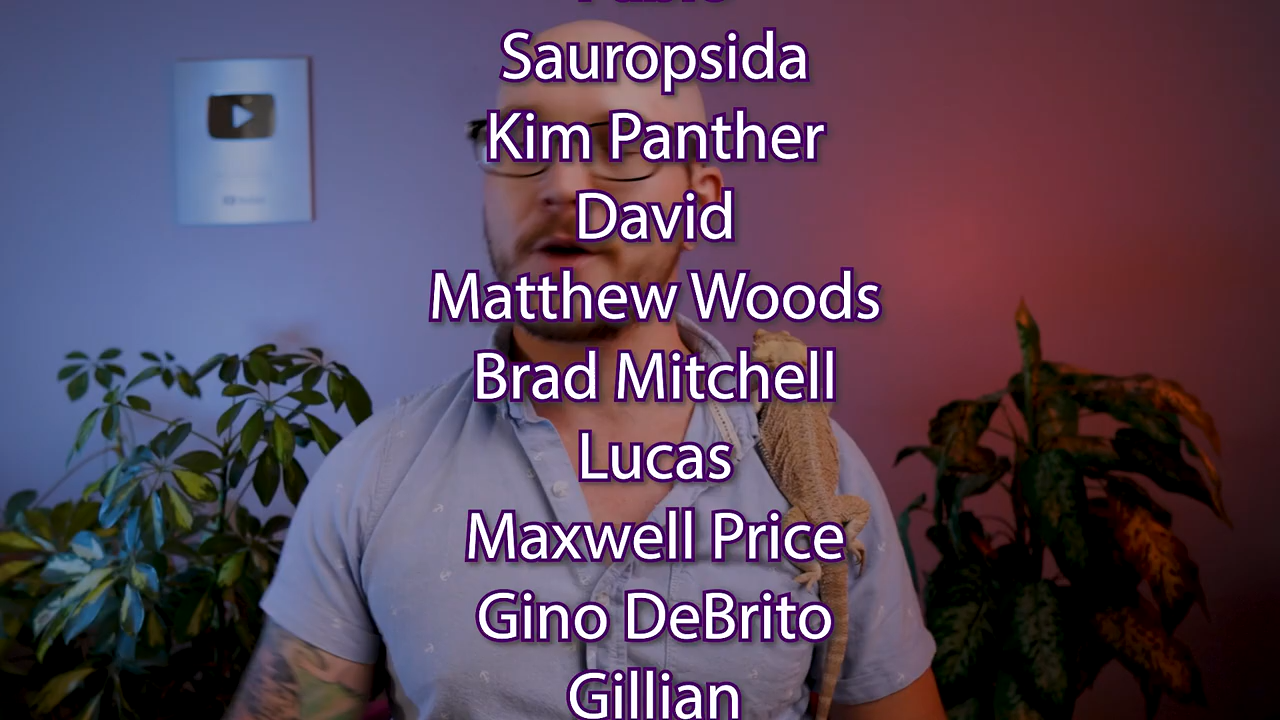 Sauropsida
Kim Panther
David
Matthew Woods
Brad Mitchell
Lucas
Maxwell Price
Gino DeBrito
Gillian